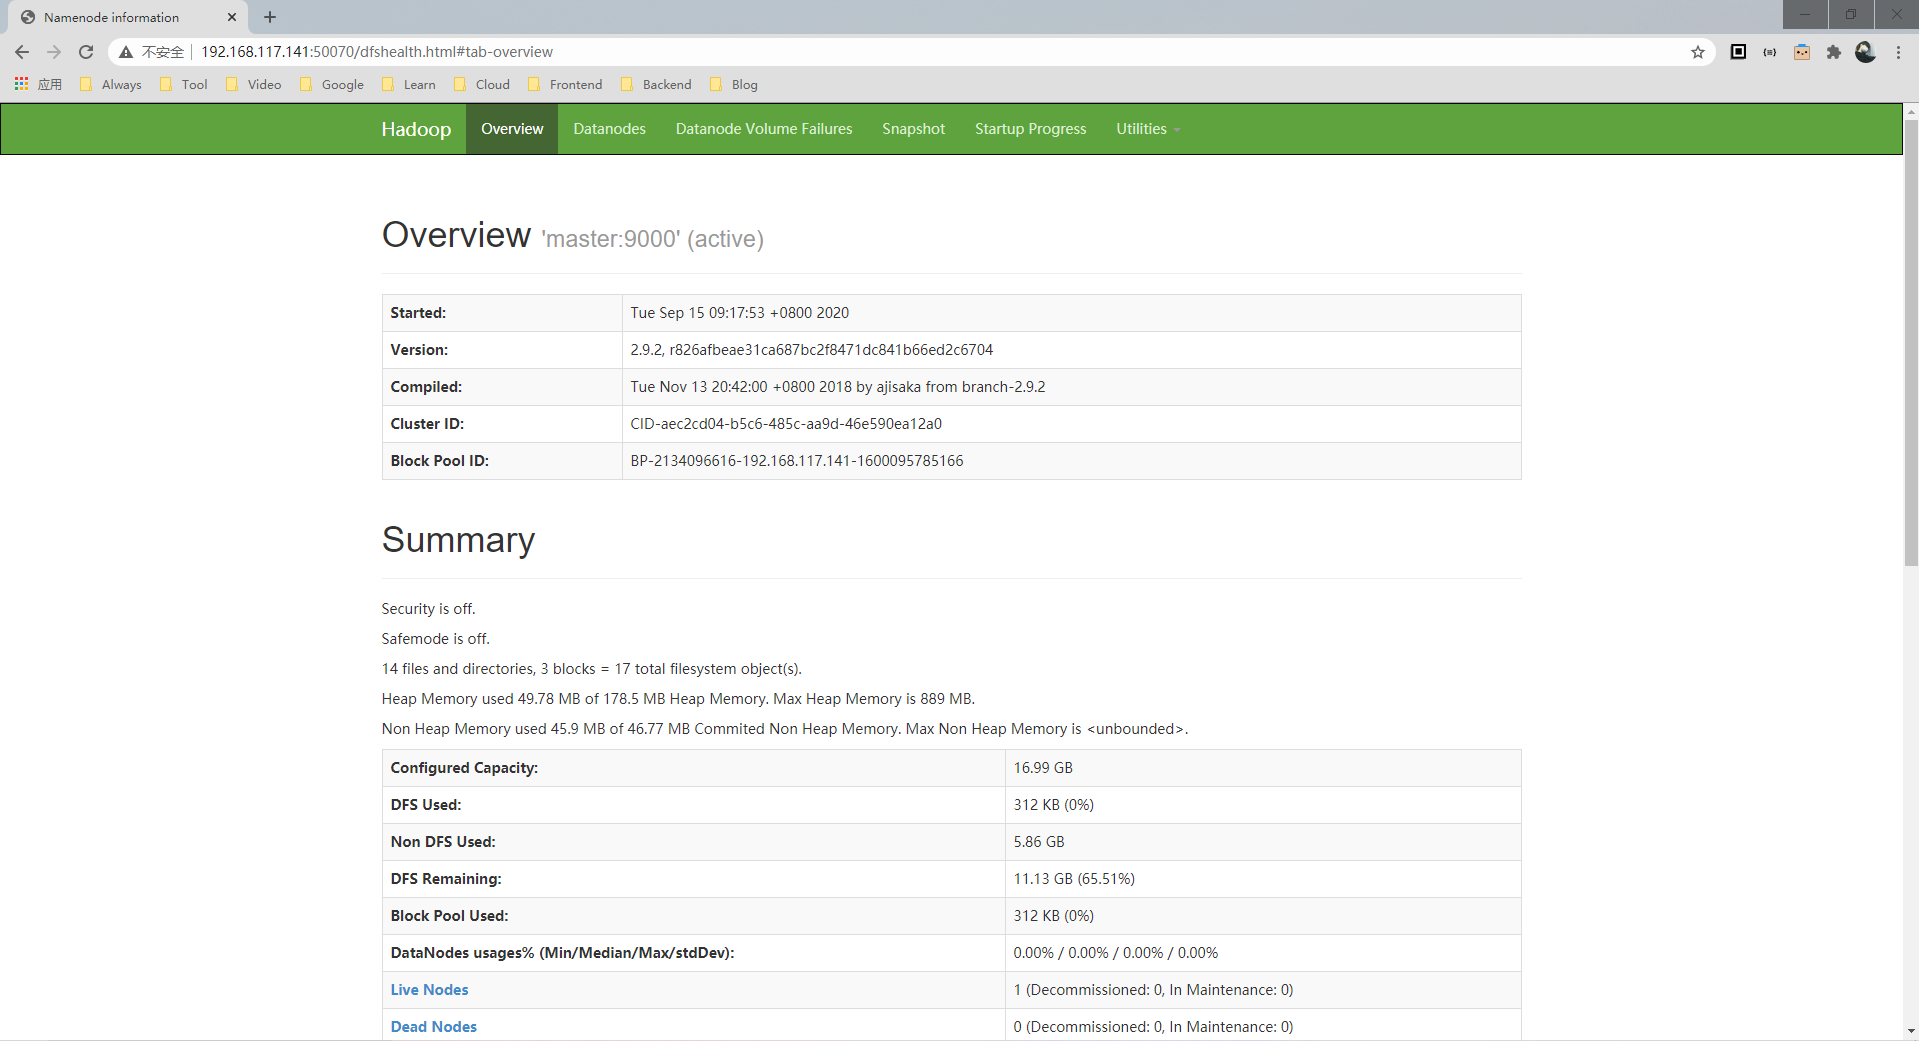 Namenode information
不安全 192.168.117.141:50070/dfshealth.html#tab-overview
应用 Always Tool Video Google Learn Cloud Frontend Backend Blog
Hadoop Overview Datanodes Datanode Volume Failures Snapshot Startup Progress Utilities
Overview 'master:9000' (active)
Started: Tue Sep 15 09:17:53 +0800 2020
Version: 2.9.2, r826afbeae31ca687bc2f8471dc841b66ed2c6704
Compiled: Tue Nov 13 20:42:00 +0800 2018 by ajisaka from branch-2.9.2
Cluster ID: CID-aec2cd04-b5c6-485c-aa9d-46e590ea12a0
Block Pool ID: BP-2134096616-192.168.117.141-1600095785166
Summary
Security is off.
Safemode is off.
14 files and directories, 3 blocks = 17 total filesystem object(s).
Heap Memory used 49.78 MB of 178.5 MB Heap Memory. Max Heap Memory is 889 MB.
Non Heap Memory used 45.9 MB of 46.77 MB Commited Non Heap Memory. Max Non Heap Memory is <unbounded>.
Configured Capacity: 16.99 GB
DFS Used: 312 KB (0%)
Non DFS Used: 5.86 GB
DFS Remaining: 11.13 GB (65.51%)
Block Pool Used: 312 KB (0%)
DataNodes usages% (Min/Median/Max/stdDev): 0.00% / 0.00% / 0.00% / 0.00%
Live Nodes 1 (Decommissioned: 0, In Maintenance: 0)
Dead Nodes 0 (Decommissioned: 0, In Maintenance: 0)